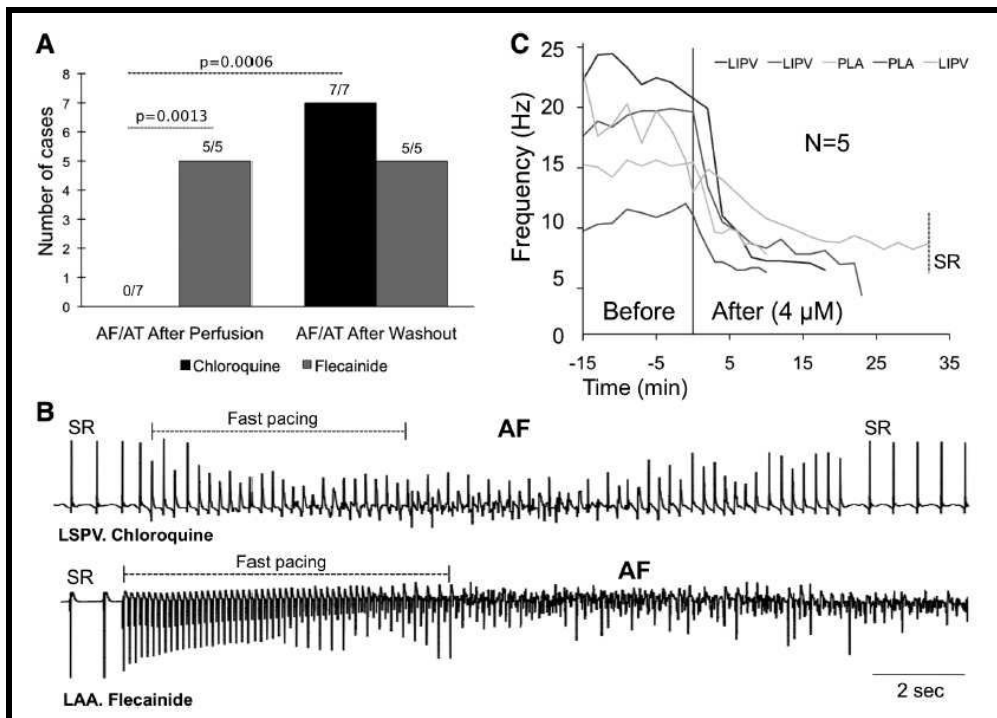 A
p=0.0006
7/7
p=0.0013
5/5
5/5
0/7
Number of cases
8
7
6
5
4
3
2
1
0
AF/AT After Perfusion
AF/AT After Washout
Chloroquine
Flecainide
C
25
20
15
10
5
0
Frequency (Hz)
LIPV LIPV PLA PLA LIPV
N=5
SR
Before
After (4 µM)
-15 -5 5 15 25 35
Time (min)
B
SR
Fast pacing
AF
SR
LSPV. Chloroquine
SR
Fast pacing
AF
LAA. Flecainide
2 sec